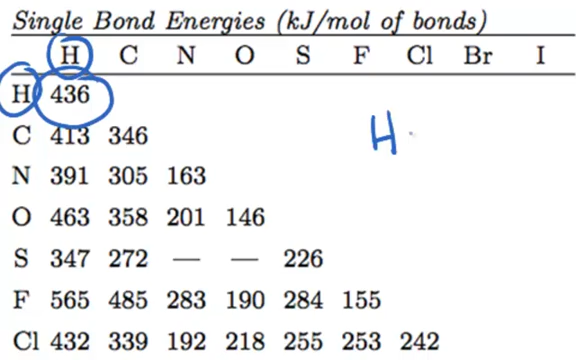 Single Bond Energies (kJ/mol of bonds)
H C N O S F Cl Br I
H 436
C 413 346
H
N 391 305 163
O 463 358 201 146
S 347 272 — — 226
F 565 485 283 190 284 155
Cl 432 339 192 218 255 253 242